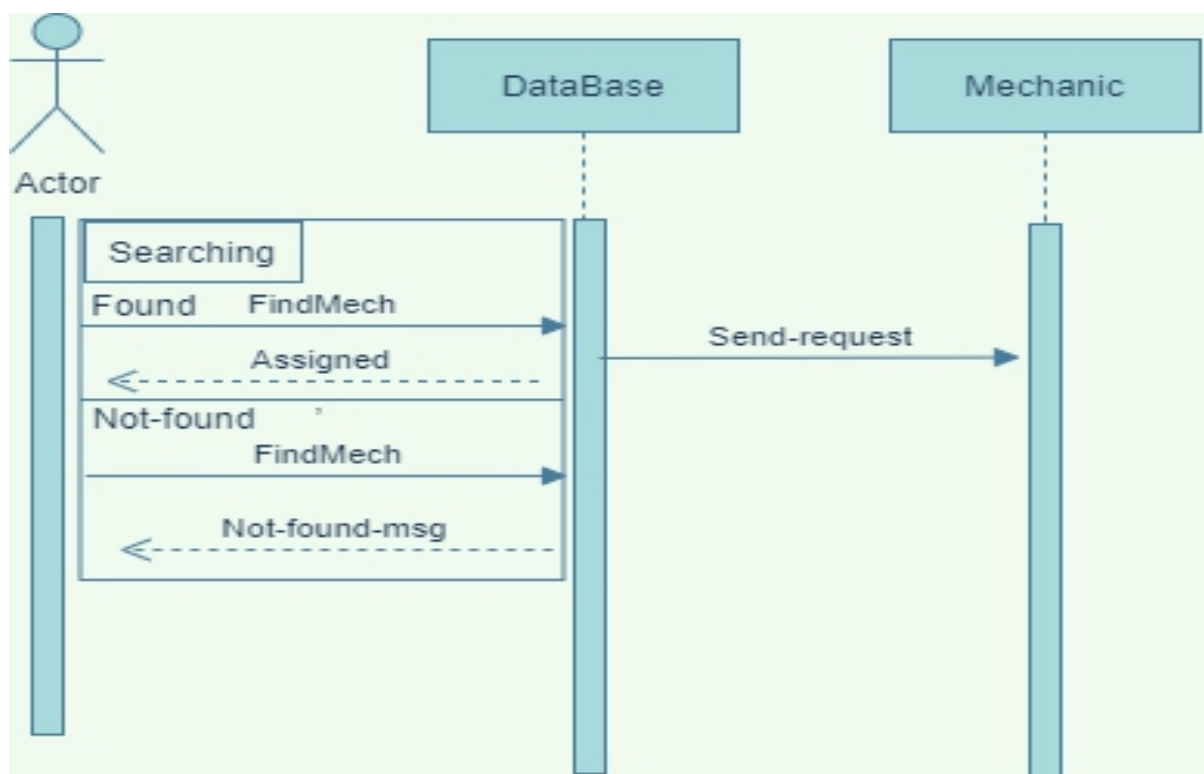 DataBase
Mechanic
Actor
Searching
Found FindMech
Send-request
Assigned
Not-found ’
FindMech
Not-found-msg